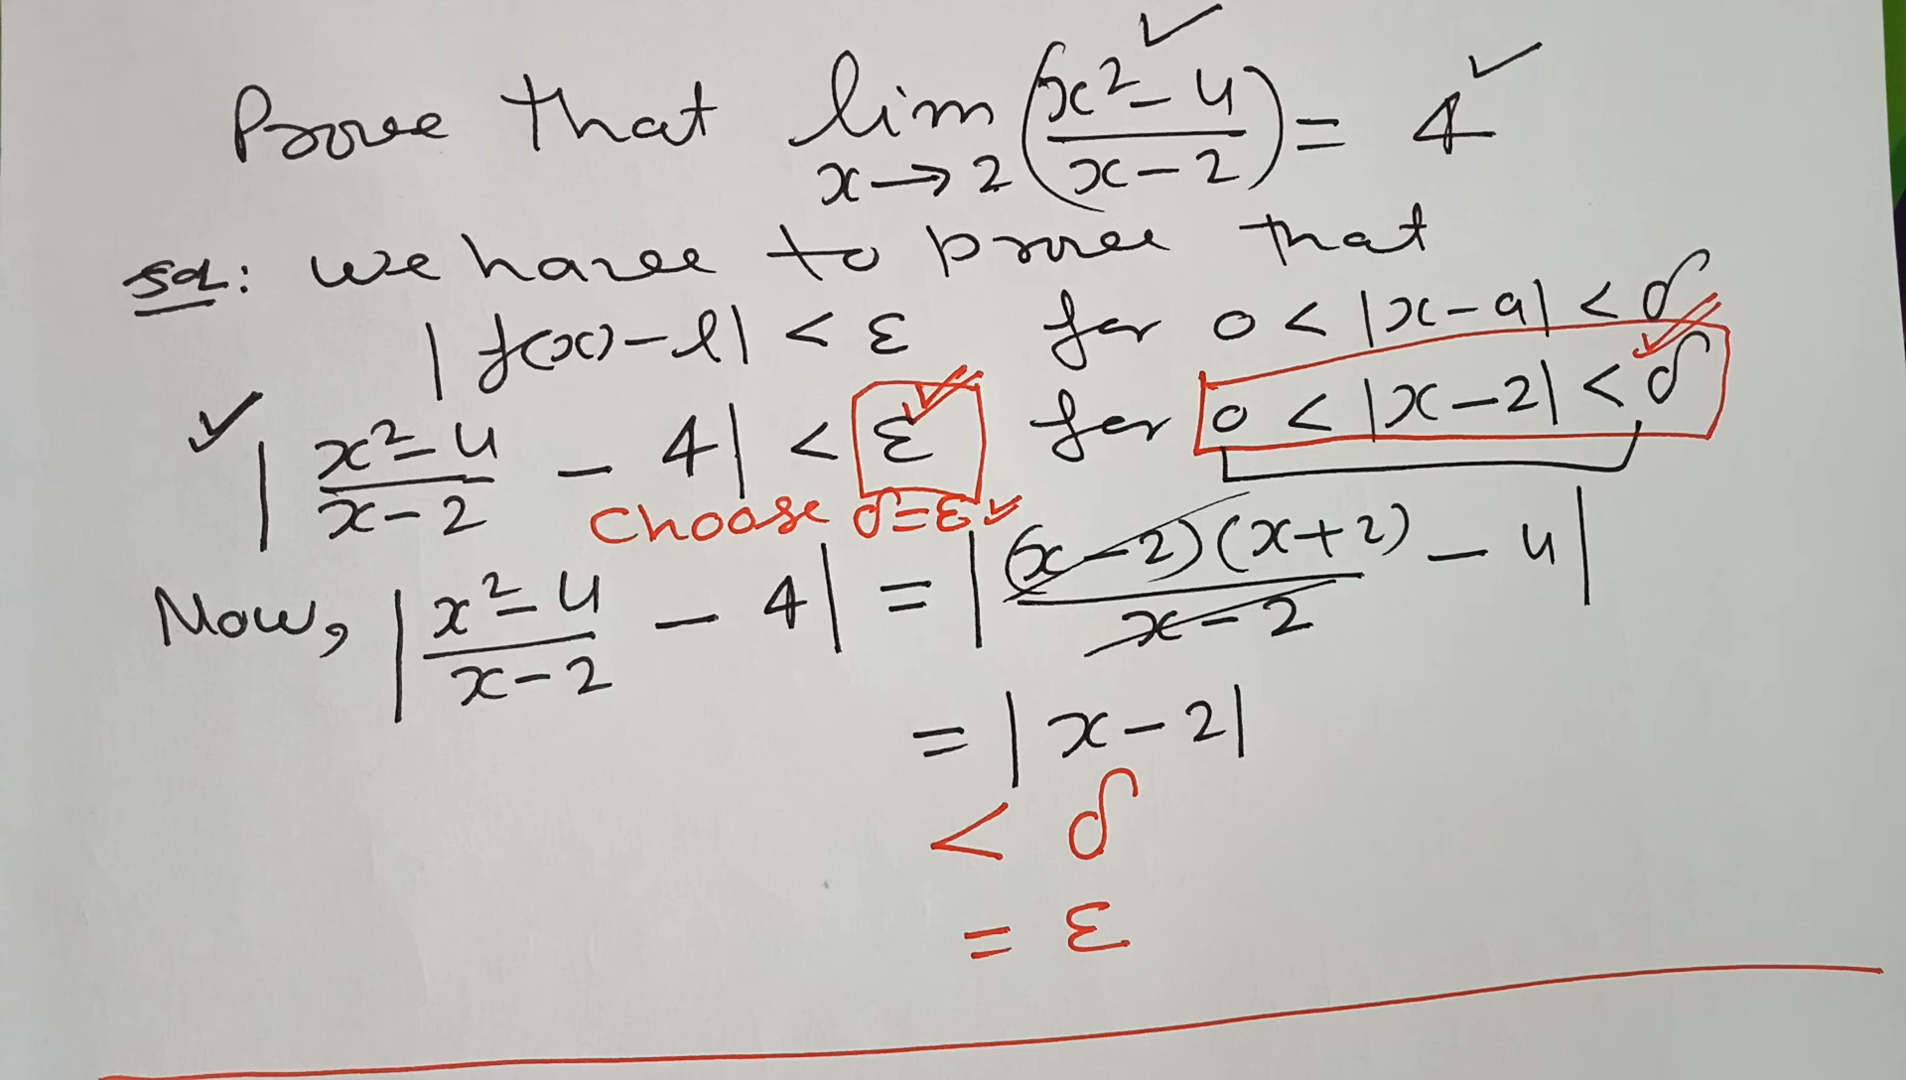 Prove that lim x→2 (x²-4 / x-2) = 4
Sol: we have to prove that
|f(x)-l| < ε for 0 < |x-a| < δ
|x²-4 / x-2 - 4| < ε for 0 < |x-2| < δ
Choose δ=ε
Now, |x²-4 / x-2 - 4| = |(x-2)(x+2) / x-2 - 4|
= |x-2|
< δ
= ε